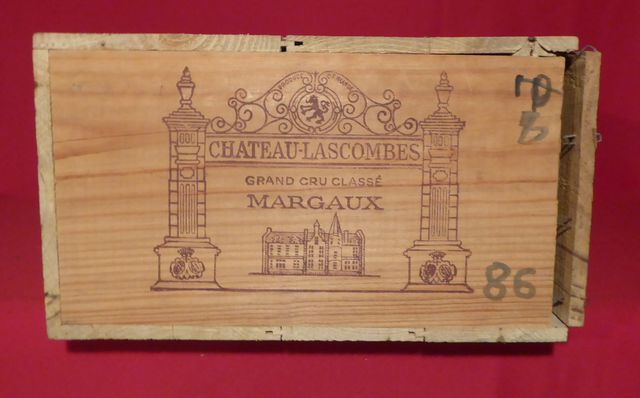 CHATEAU-LASCOMBES
GRAND CRU CLASSÉ
MARGAUX
86